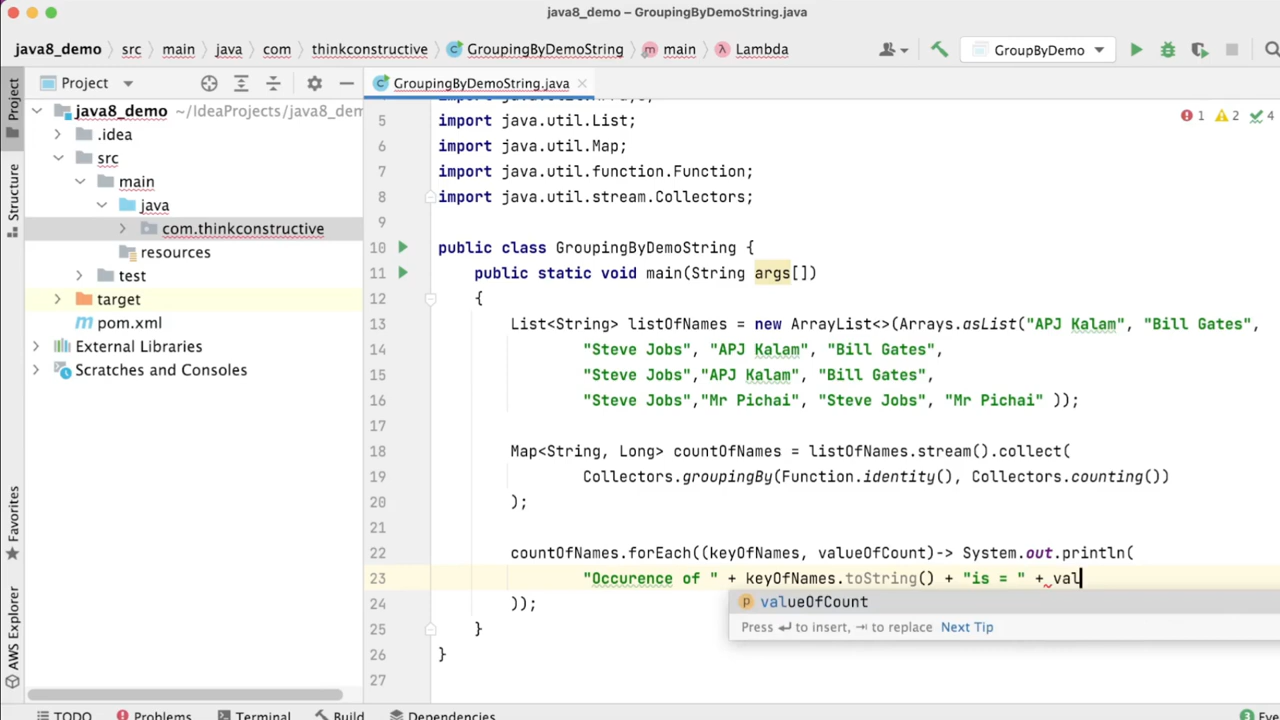 java8_demo – GroupingByDemoString.java
java8_demo src main java com thinkconstructive GroupingByDemoString main Lambda GroupByDemo
Project
GroupingByDemoString.java
java8_demo ~/IdeaProjects/java8_dem
.idea
src
main
java
com.thinkconstructive
resources
test
target
pom.xml
External Libraries
Scratches and Consoles
Project
Structure
Favorites
AWS Explorer
1 2 4
5 import java.util.List;
6 import java.util.Map;
7 import java.util.function.Function;
8 import java.util.stream.Collectors;
9
10 public class GroupingByDemoString {
11 public static void main(String args[])
12 {
13 List<String> listOfNames = new ArrayList<>(Arrays.asList("APJ Kalam", "Bill Gates",
14 "Steve Jobs", "APJ Kalam", "Bill Gates",
15 "Steve Jobs","APJ Kalam", "Bill Gates",
16 "Steve Jobs","Mr Pichai", "Steve Jobs", "Mr Pichai" ));
17
18 Map<String, Long> countOfNames = listOfNames.stream().collect(
19 Collectors.groupingBy(Function.identity(), Collectors.counting())
20 );
21
22 countOfNames.forEach((keyOfNames, valueOfCount)-> System.out.println(
23 "Occurence of " + keyOfNames.toString() + "is = " + val
24 ));
25 }
26 }
27
p valueOfCount
Press ↵ to insert, ⇥ to replace Next Tip
TODO Problems Terminal Build Dependencies 3 Eve